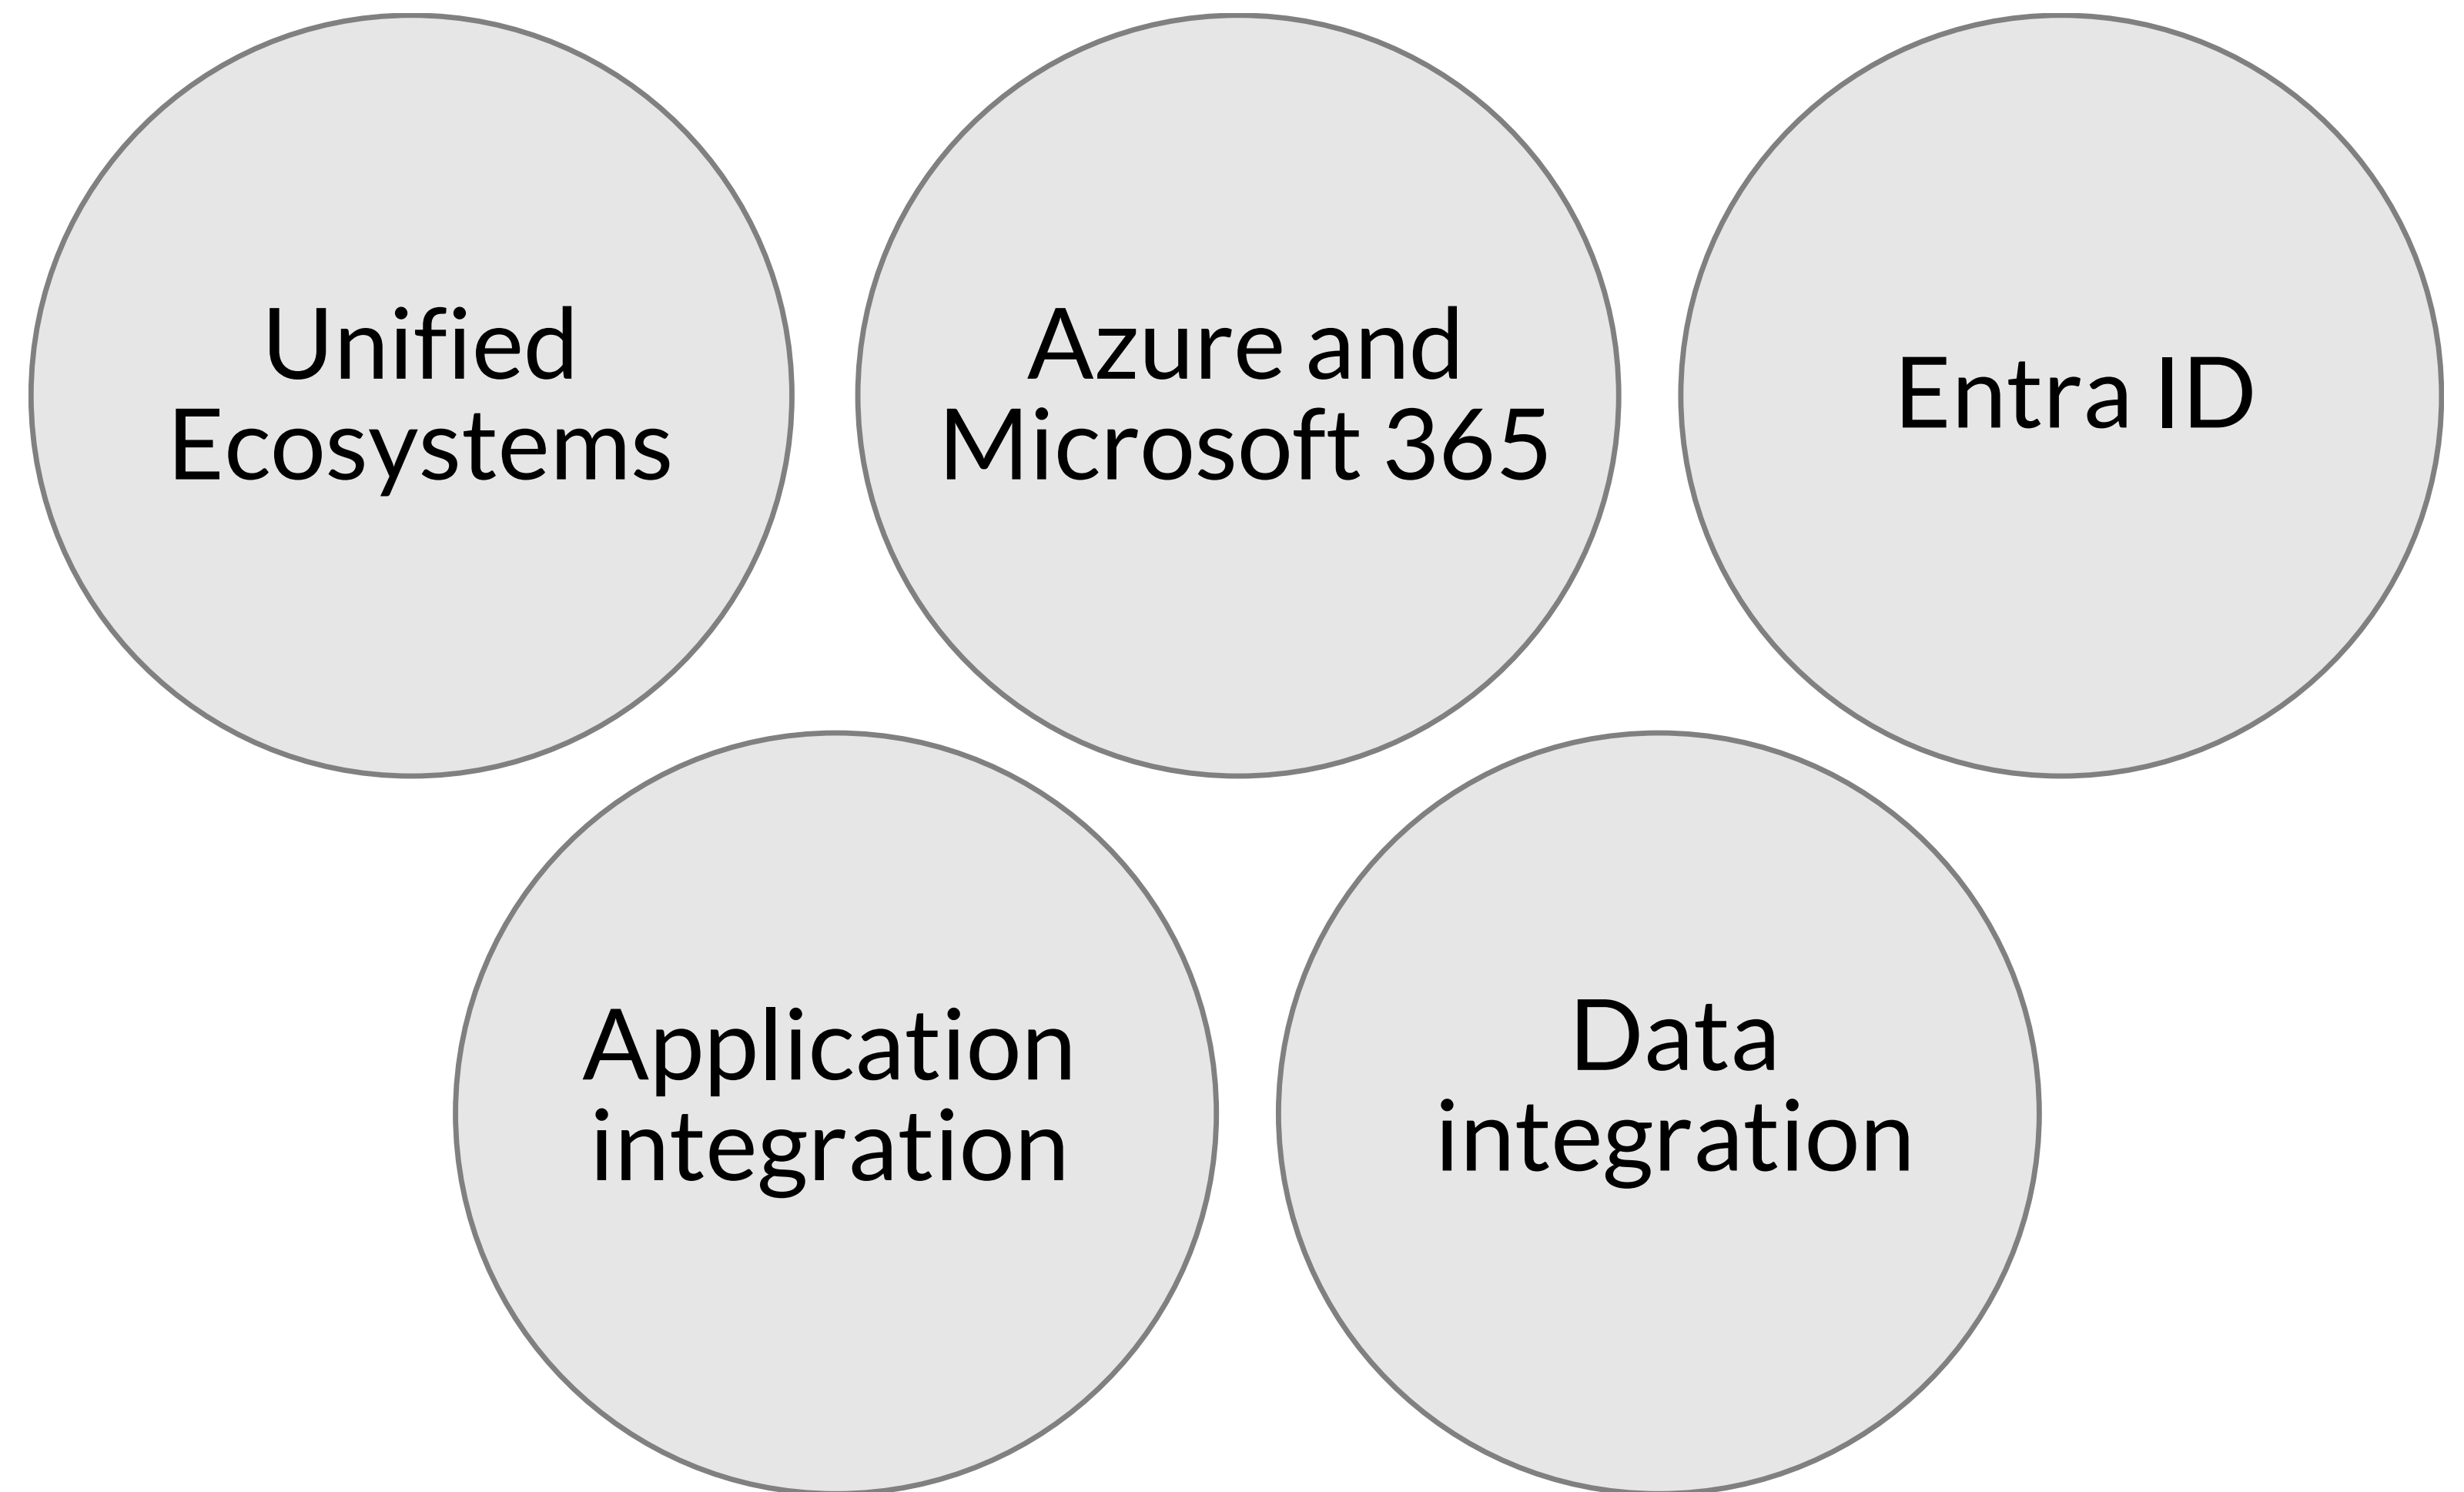 Unified
Ecosystems
Azure and
Microsoft 365
Entra ID
Application
integration
Data
integration